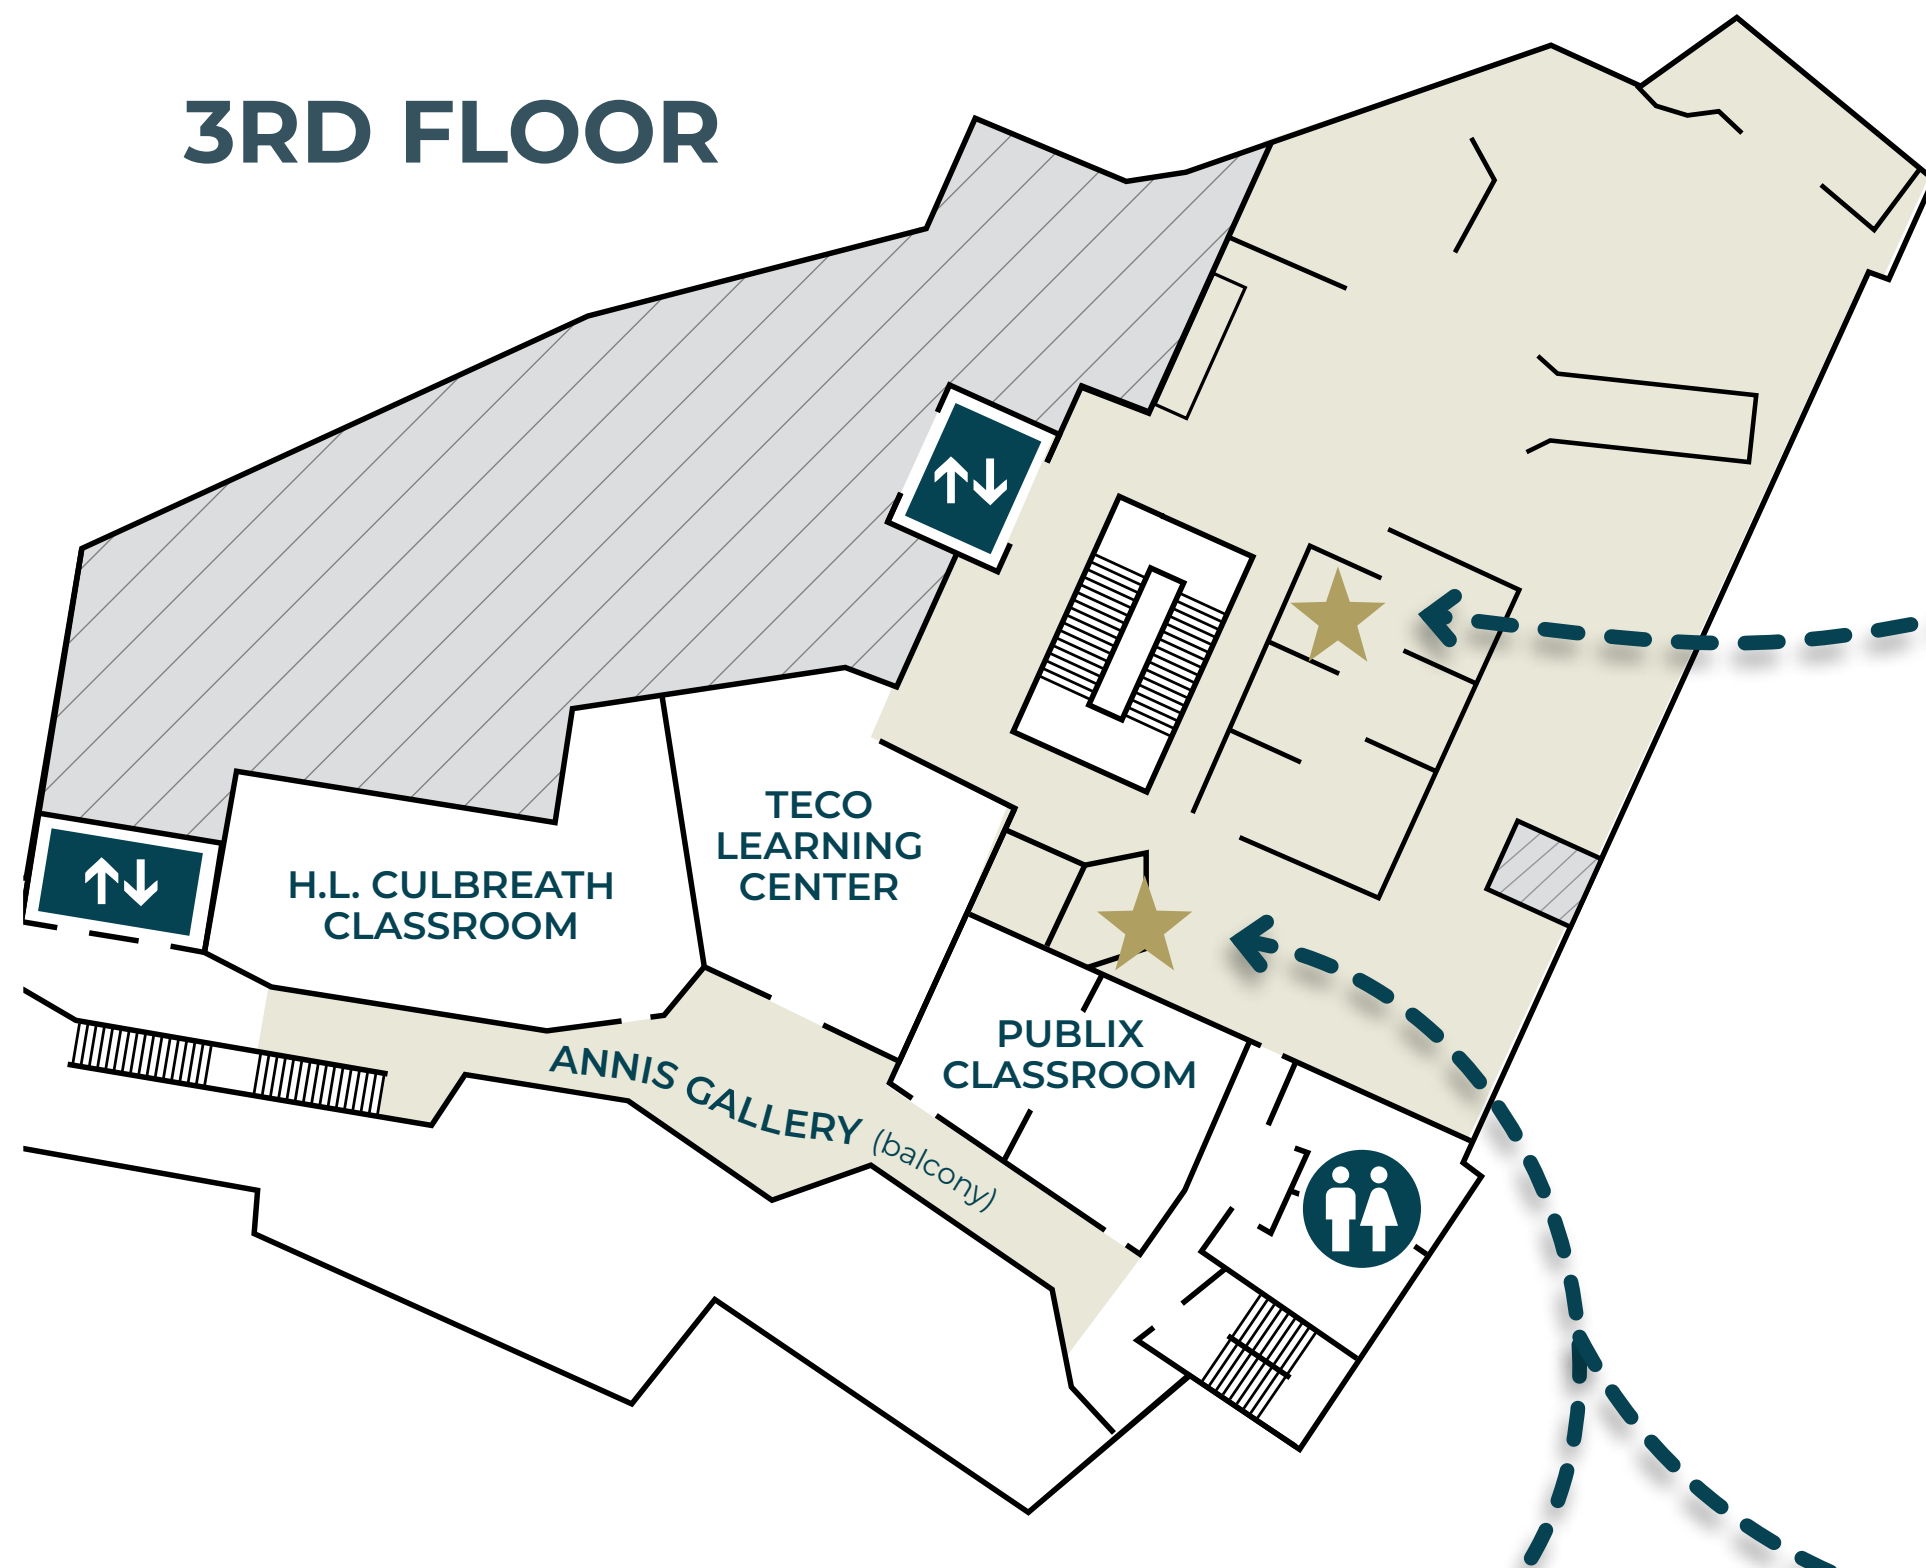 3RD FLOOR
TECO
LEARNING
CENTER
H.L. CULBREATH
CLASSROOM
PUBLIX
CLASSROOM
ANNIS GALLERY (balcony)